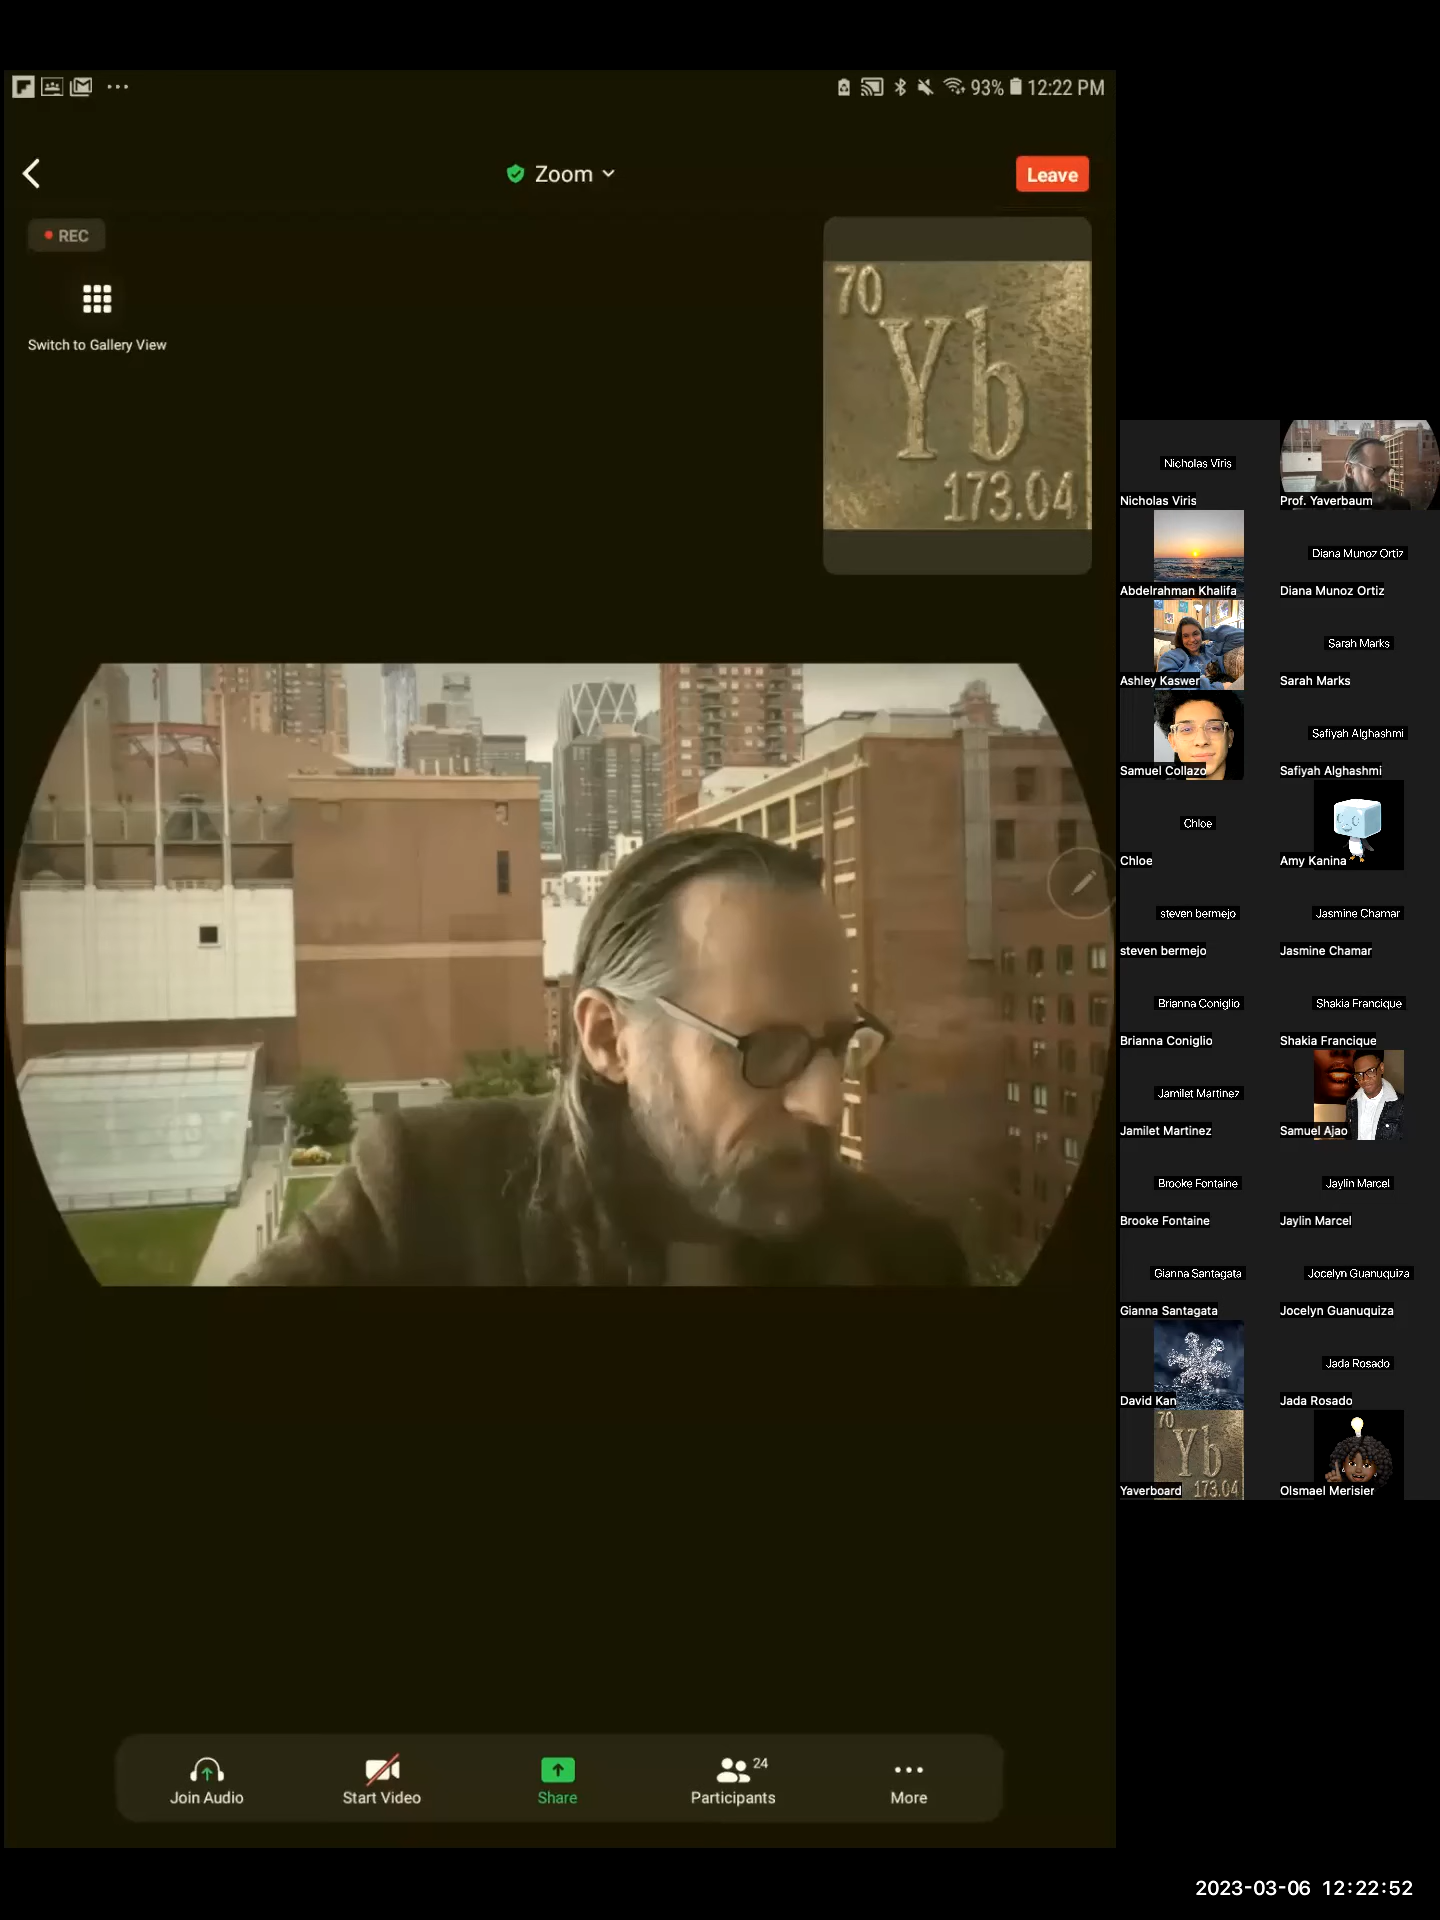 93% 12:22 PM
Zoom
Leave
REC
Switch to Gallery View
70
Yb
173.04
Nicholas Viris
Nicholas Viris
Prof. Yaverbaum
Abdelrahman Khalifa
Diana Munoz Ortiz
Diana Munoz Ortiz
Ashley Kaswer
Sarah Marks
Sarah Marks
Samuel Collazo
Safiyah Alghashmi
Safiyah Alghashmi
Chloe
Chloe
Amy Kanina
steven bermejo
steven bermejo
Jasmine Chamar
Jasmine Chamar
Brianna Coniglio
Brianna Coniglio
Shakia Francique
Shakia Francique
Jamilet Martinez
Jamilet Martinez
Samuel Ajao
Brooke Fontaine
Brooke Fontaine
Jaylin Marcel
Jaylin Marcel
Gianna Santagata
Gianna Santagata
Jocelyn Guanuquiza
Jocelyn Guanuquiza
David Kan
Jada Rosado
Jada Rosado
70
Yb
173.04
Yaverboard
Olsmael Merisier
Join Audio
Start Video
Share
24
Participants
More
2023-03-06 12:22:52